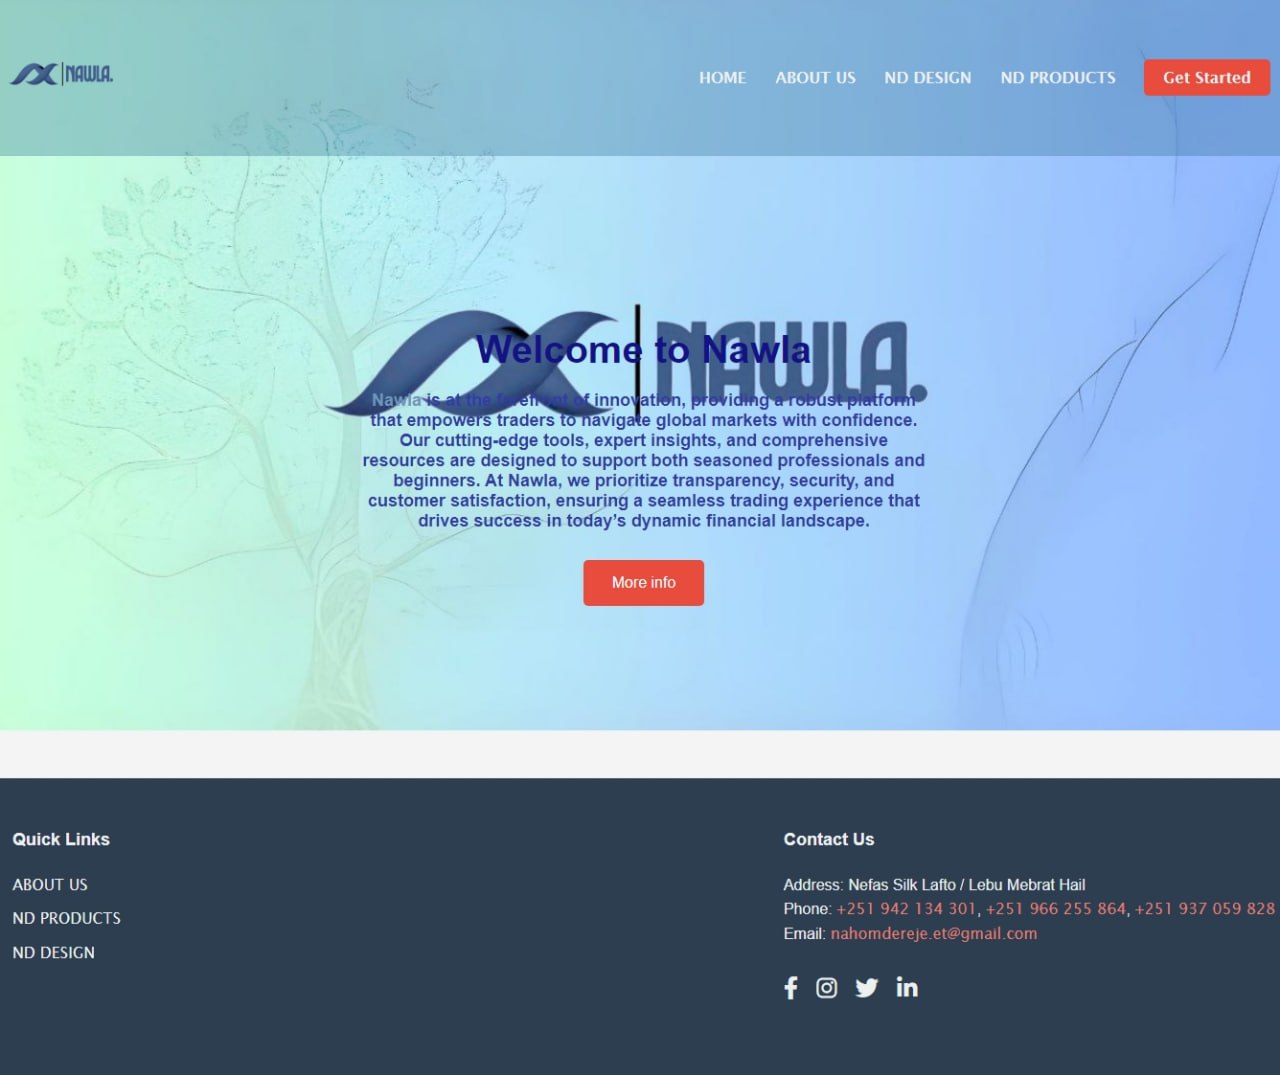 NAWLA.
HOME
ABOUT US
ND DESIGN
ND PRODUCTS
Get Started
NAWLA.
Welcome to Nawla
Nawla is at the forefront of innovation, providing a robust platform
that empowers traders to navigate global markets with confidence.
Our cutting-edge tools, expert insights, and comprehensive
resources are designed to support both seasoned professionals and
beginners. At Nawla, we prioritize transparency, security, and
customer satisfaction, ensuring a seamless trading experience that
drives success in today’s dynamic financial landscape.
More info
Quick Links
ABOUT US
ND PRODUCTS
ND DESIGN
Contact Us
Address: Nefas Silk Lafto / Lebu Mebrat Hail
Phone: +251 942 134 301, +251 966 255 864, +251 937 059 828
Email: nahomdereje.et@gmail.com